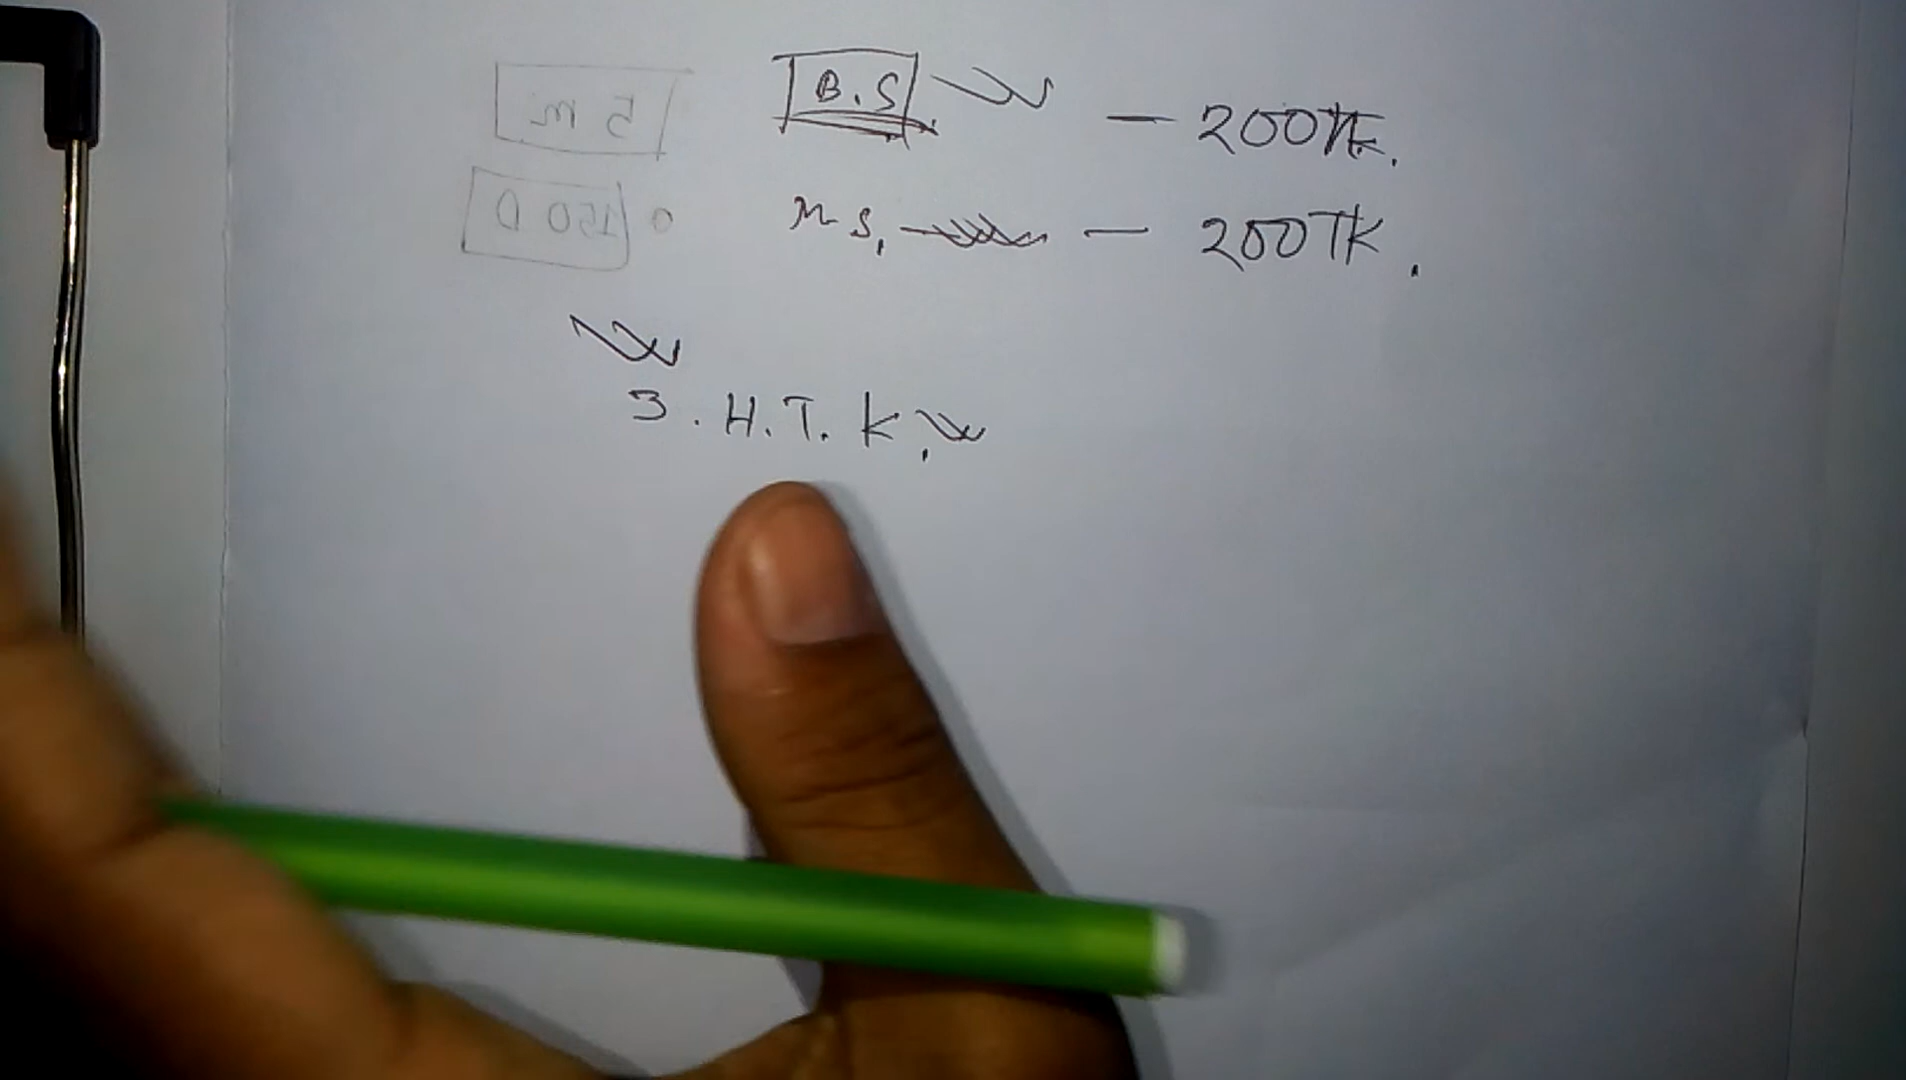 B.S — 200TK.
M S, — 200TK.
3. H. T. K,